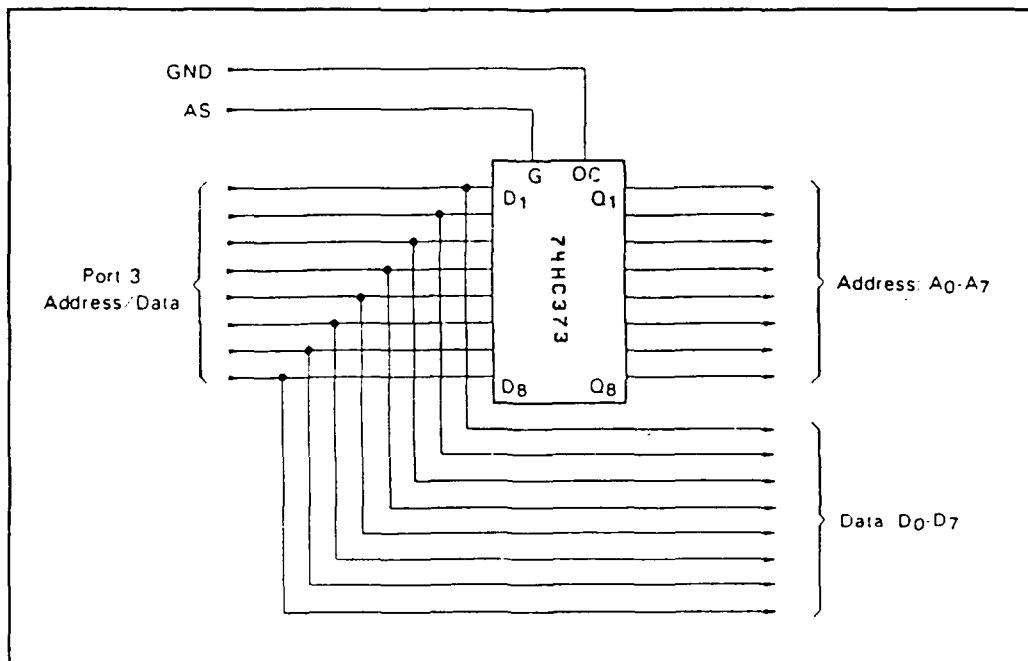 GND
AS
G OC
D1 Q1
74HC373
Port 3
Address/Data
Address: A0-A7
D8 Q8
Data D0-D7